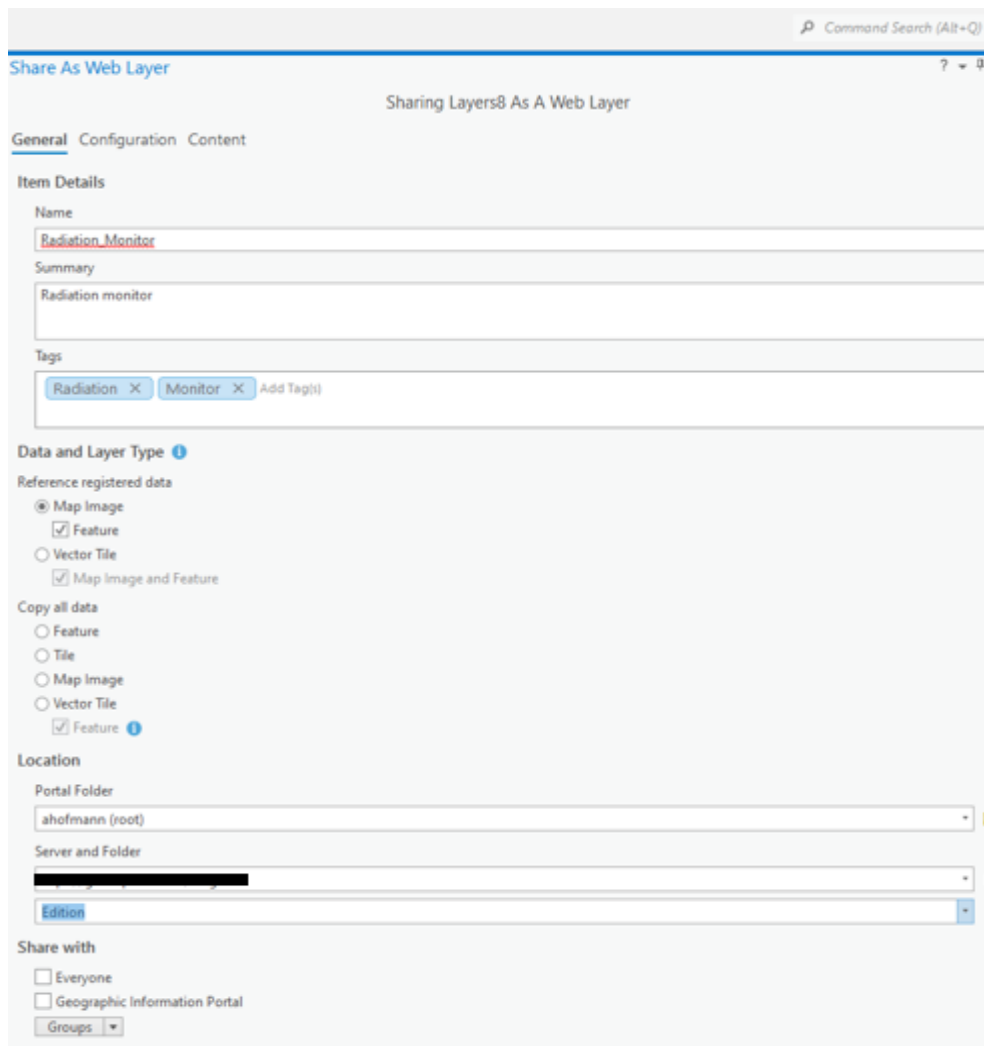 Command Search (Alt+Q)
Share As Web Layer
?
Sharing Layers8 As A Web Layer
General Configuration Content
Item Details
Name
Radiation_Monitor
Summary
Radiation monitor
Tags
Radiation × Monitor × Add Tag(s)
Data and Layer Type
Reference registered data
Map Image
Feature
Vector Tile
Map Image and Feature
Copy all data
Feature
Tile
Map Image
Vector Tile
Feature
Location
Portal Folder
ahofmann (root)
Server and Folder
Edition
Share with
Everyone
Geographic Information Portal
Groups